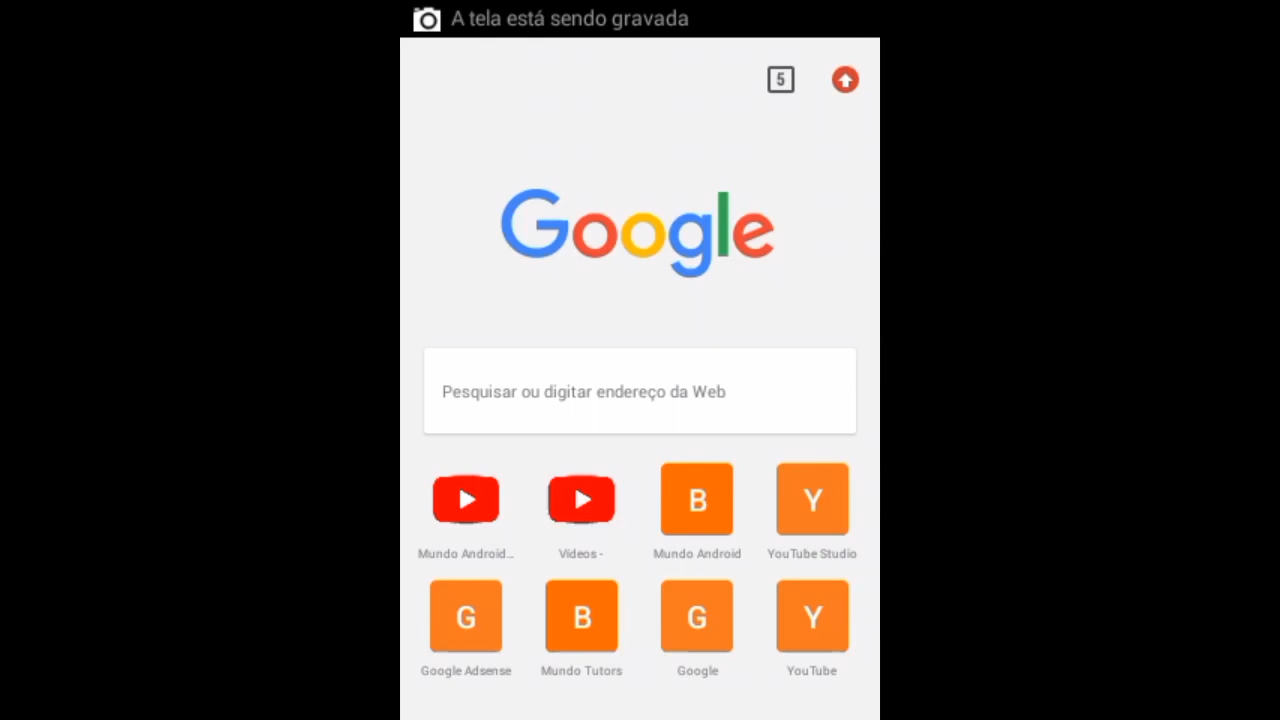 A tela está sendo gravada
5
Google
Pesquisar ou digitar endereço da Web
B
Y
Mundo Android...
Vídeos -
Mundo Android
YouTube Studio
G
B
G
Y
Google Adsense
Mundo Tutors
Google
YouTube